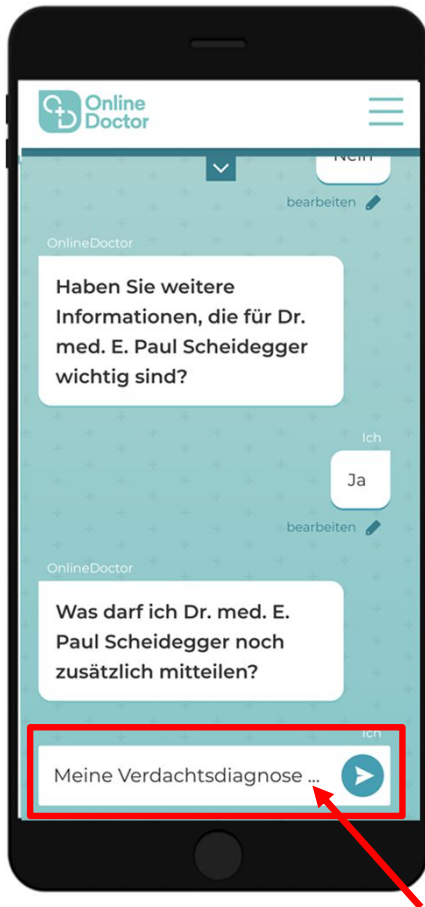 Online
Doctor
Nein
bearbeiten
OnlineDoctor
Haben Sie weitere
Informationen, die für Dr.
med. E. Paul Scheidegger
wichtig sind?
Ich
Ja
bearbeiten
OnlineDoctor
Was darf ich Dr. med. E.
Paul Scheidegger noch
zusätzlich mitteilen?
Ich
Meine Verdachtsdiagnose ...